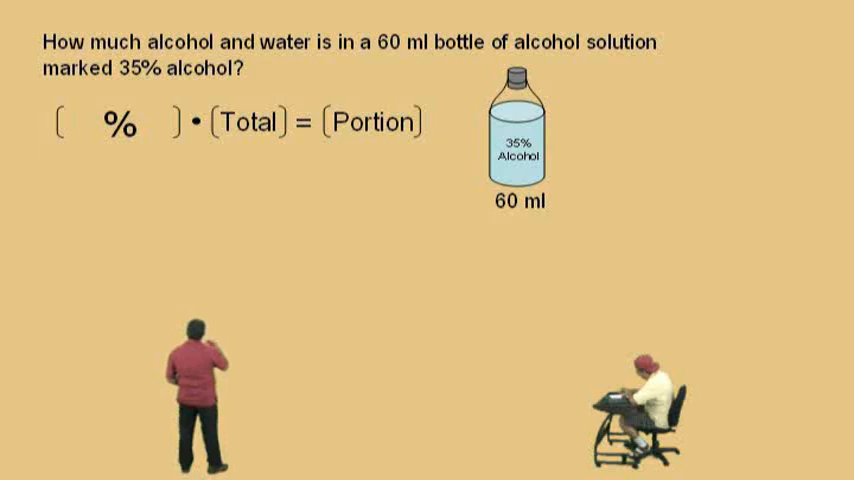 How much alcohol and water is in a 60 ml bottle of alcohol solution
marked 35% alcohol?
( % ) • (Total) = (Portion)
35%
Alcohol
60 ml